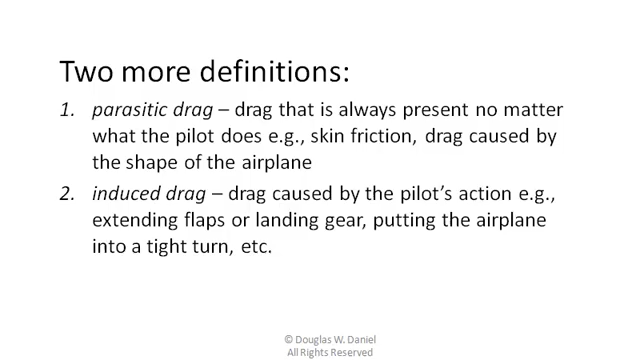 Two more definitions:
1. parasitic drag – drag that is always present no matter
what the pilot does e.g., skin friction, drag caused by
the shape of the airplane
2. induced drag – drag caused by the pilot's action e.g.,
extending flaps or landing gear, putting the airplane
into a tight turn, etc.
© Douglas W. Daniel
All Rights Reserved